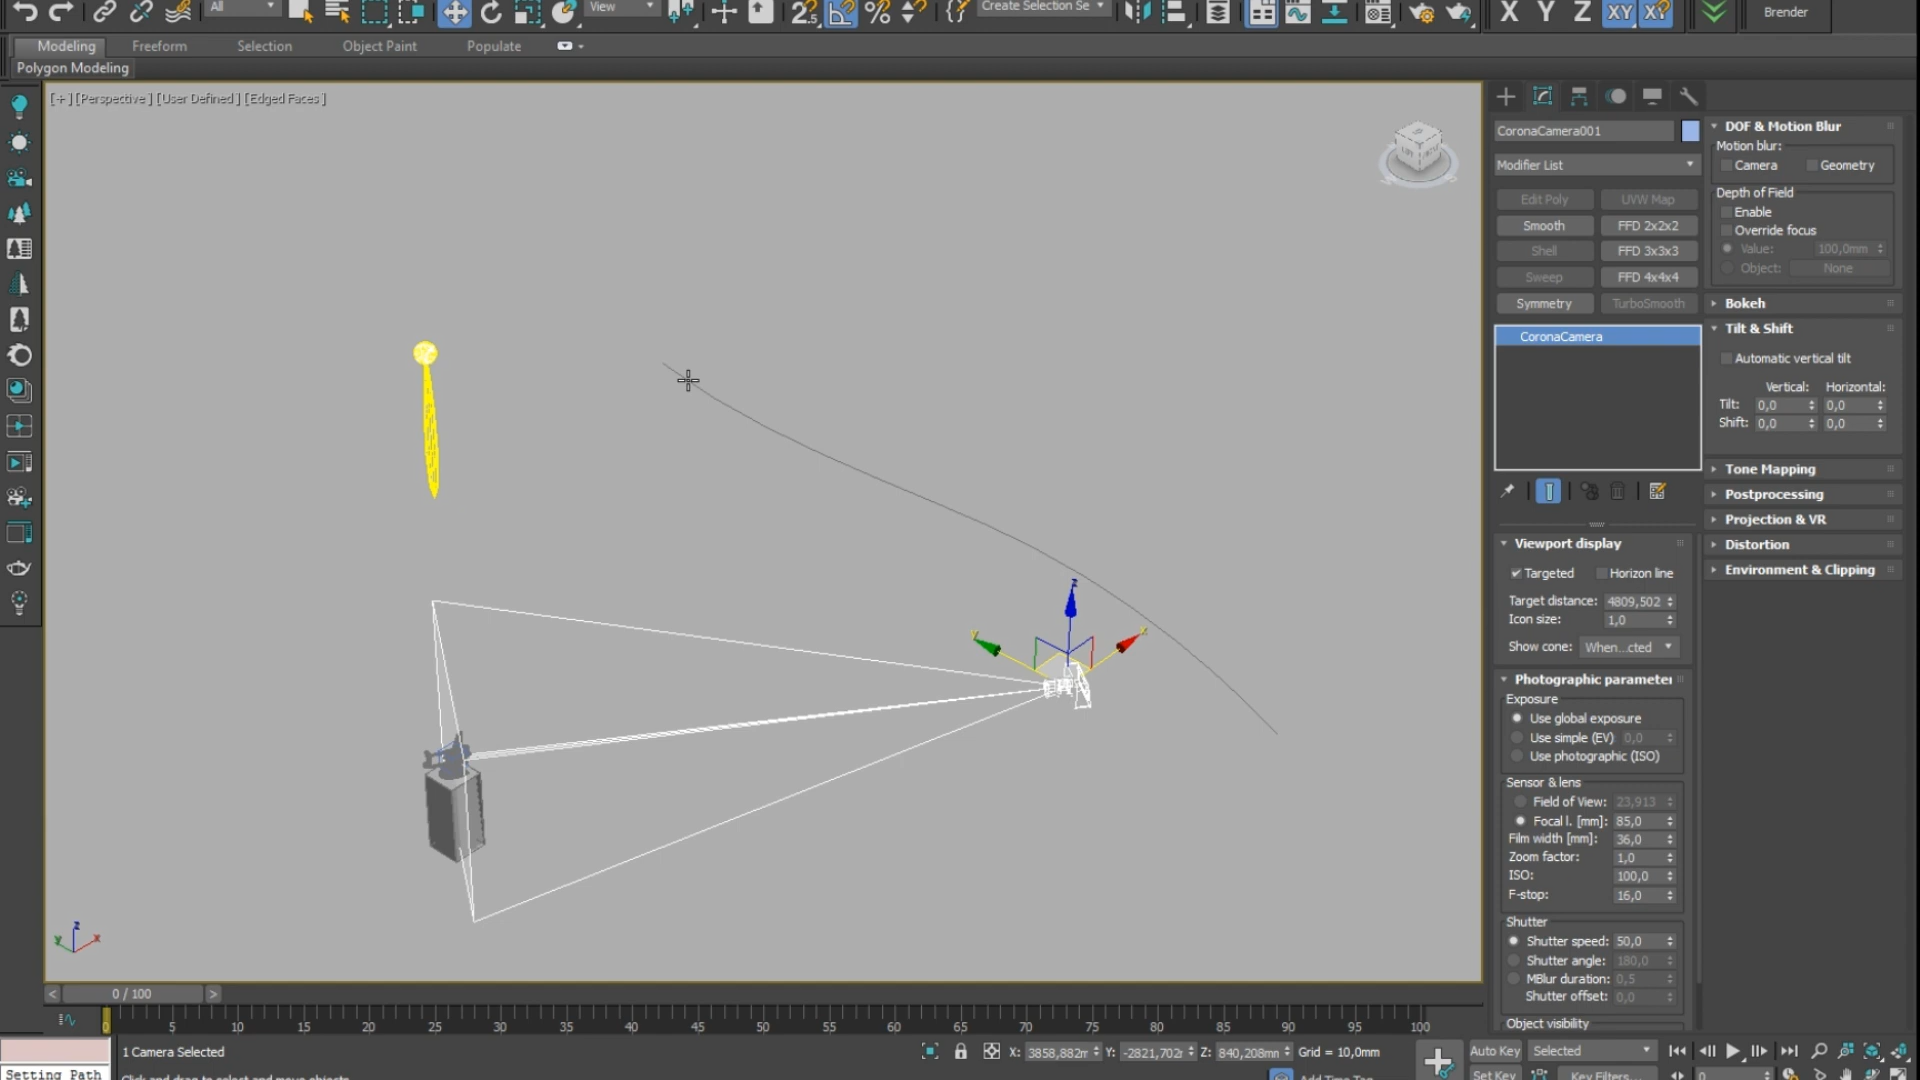 All
View
2.5
Create Selection Se
X Y Z XY XY
Brender
Modeling Freeform Selection Object Paint Populate
Polygon Modeling
[+] [Perspective ] [User Defined ] [Edged Faces ]
CoronaCamera001
Modifier List
Edit Poly UVW Map
Smooth FFD 2x2x2
Shell FFD 3x3x3
Sweep FFD 4x4x4
Symmetry TurboSmooth
CoronaCamera
Viewport display
Targeted Horizon line
Target distance: 4809,502
Icon size: 1,0
Show cone: When...cted
Photographic parameter
Exposure
Use global exposure
Use simple (EV) 0,0
Use photographic (ISO)
Sensor & lens
Field of View: 23,913
Focal l. [mm]: 85,0
Film width [mm]: 36,0
Zoom factor: 1,0
ISO: 100,0
F-stop: 16,0
Shutter
Shutter speed: 50,0
Shutter angle: 180,0
MBlur duration: 0,5
Shutter offset: 0,0
Object visibility
DOF & Motion Blur
Motion blur:
Camera Geometry
Depth of Field
Enable
Override focus
Value: 100,0mm
Object: None
Bokeh
Tilt & Shift
Automatic vertical tilt
Vertical: Horizontal:
Tilt: 0,0 0,0
Shift: 0,0 0,0
Tone Mapping
Postprocessing
Projection & VR
Distortion
Environment & Clipping
z
y x
z
y x
< 0 / 100 >
0 5 10 15 20 25 30 35 40 45 50 55 60 65 70 75 80 85 90 95 100
1 Camera Selected
X: 3858,882m Y: -2821,702r Z: 840,208mm Grid = 10,0mm
Auto Key Selected
Setting Path
Click and drag to select and move objects
Add Time Tag
Set Key Key Filters... 0